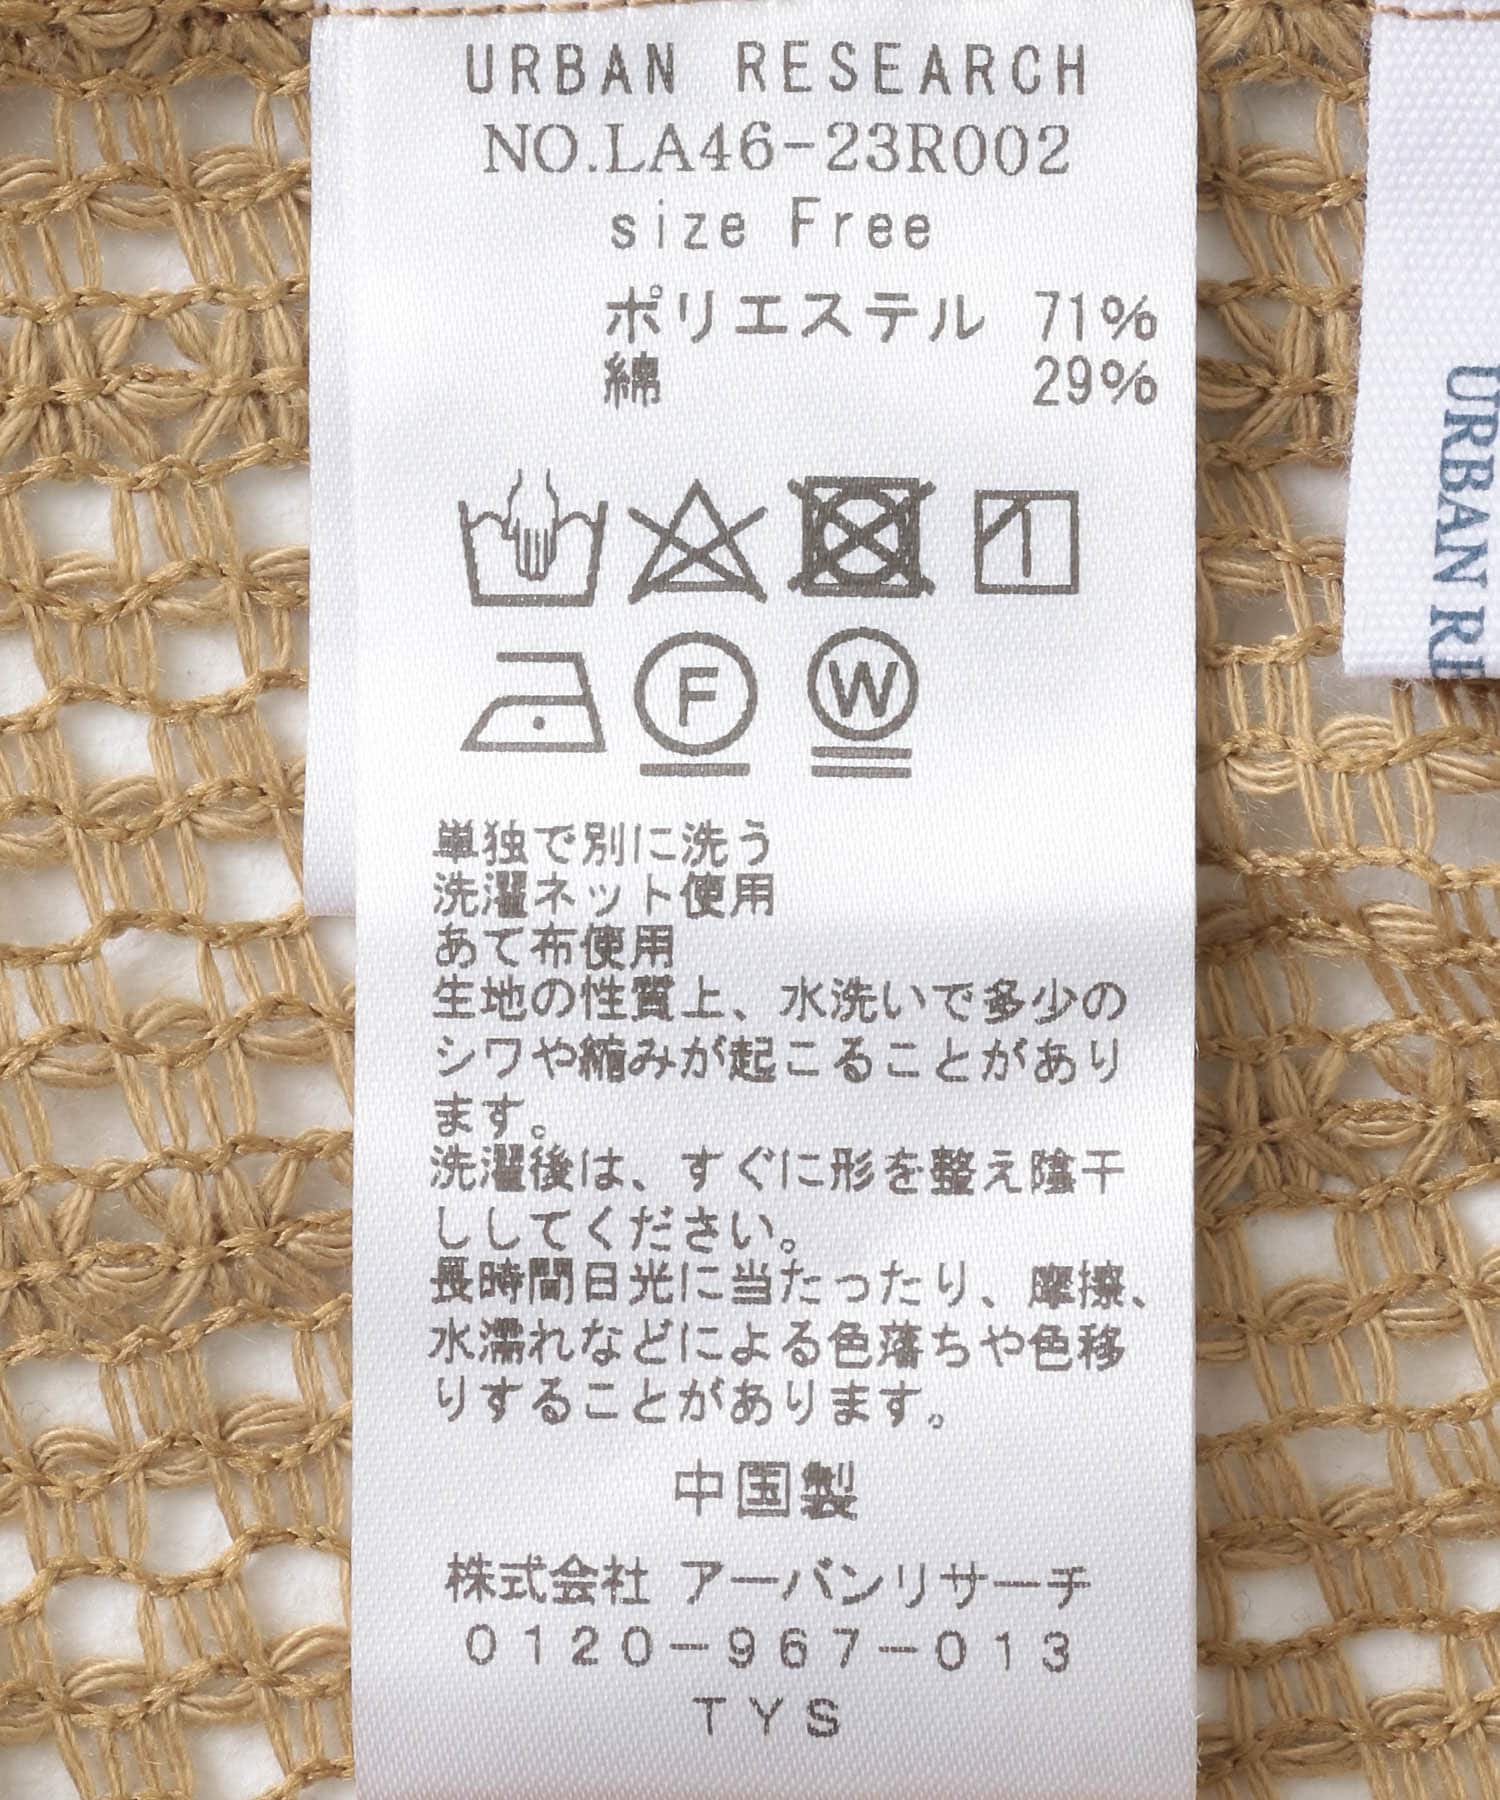 URBAN RESEARCH
NO.LA46-23R002
size Free
ポリエステル 71%
綿 29%
F
W
単独で別に洗う
洗濯ネット使用
あて布使用
生地の性質上、水洗いで多少の
シワや縮みが起こることがあり
ます。
洗濯後は、すぐに形を整え陰干
ししてください。
長時間日光に当たったり、摩擦、
水濡れなどによる色落ちや色移
りすることがあります。
中国製
株式会社 アーバンリサーチ
0120-967-013
TYS
URBAN RE